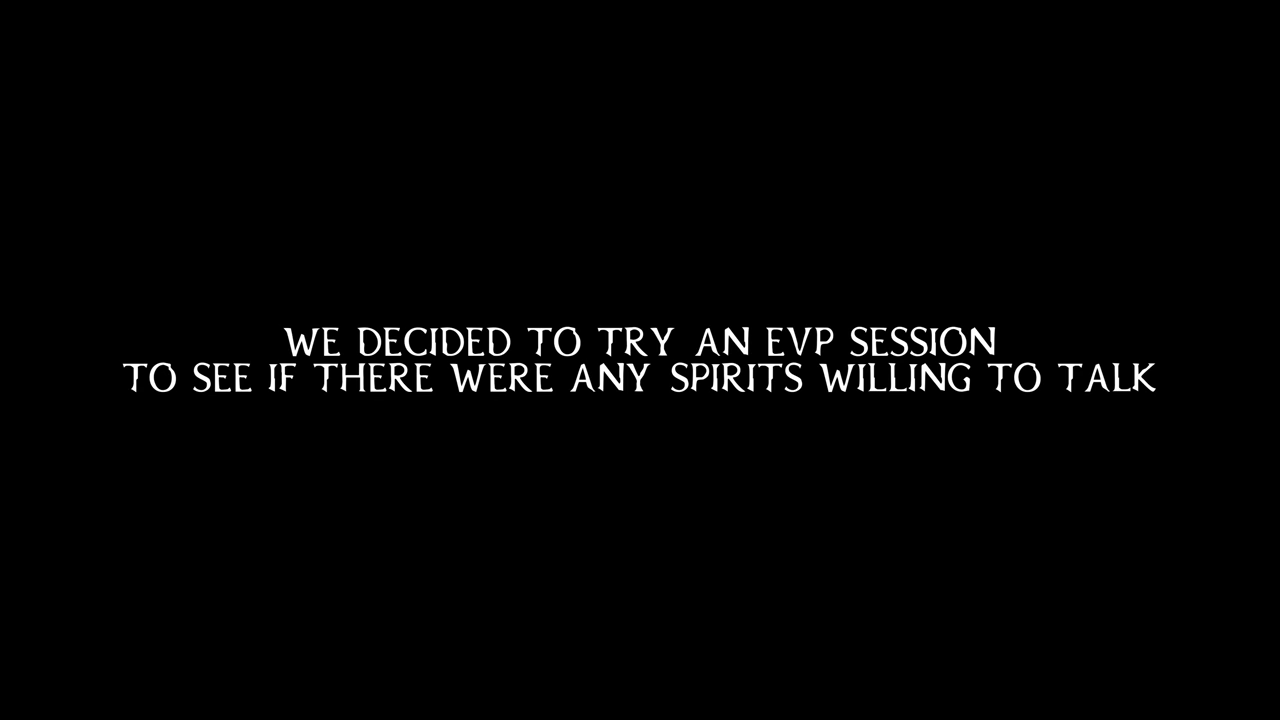 WE DECIDED TO TRY AN EVP SESSION
TO SEE IF THERE WERE ANY SPIRITS WILLING TO TALK